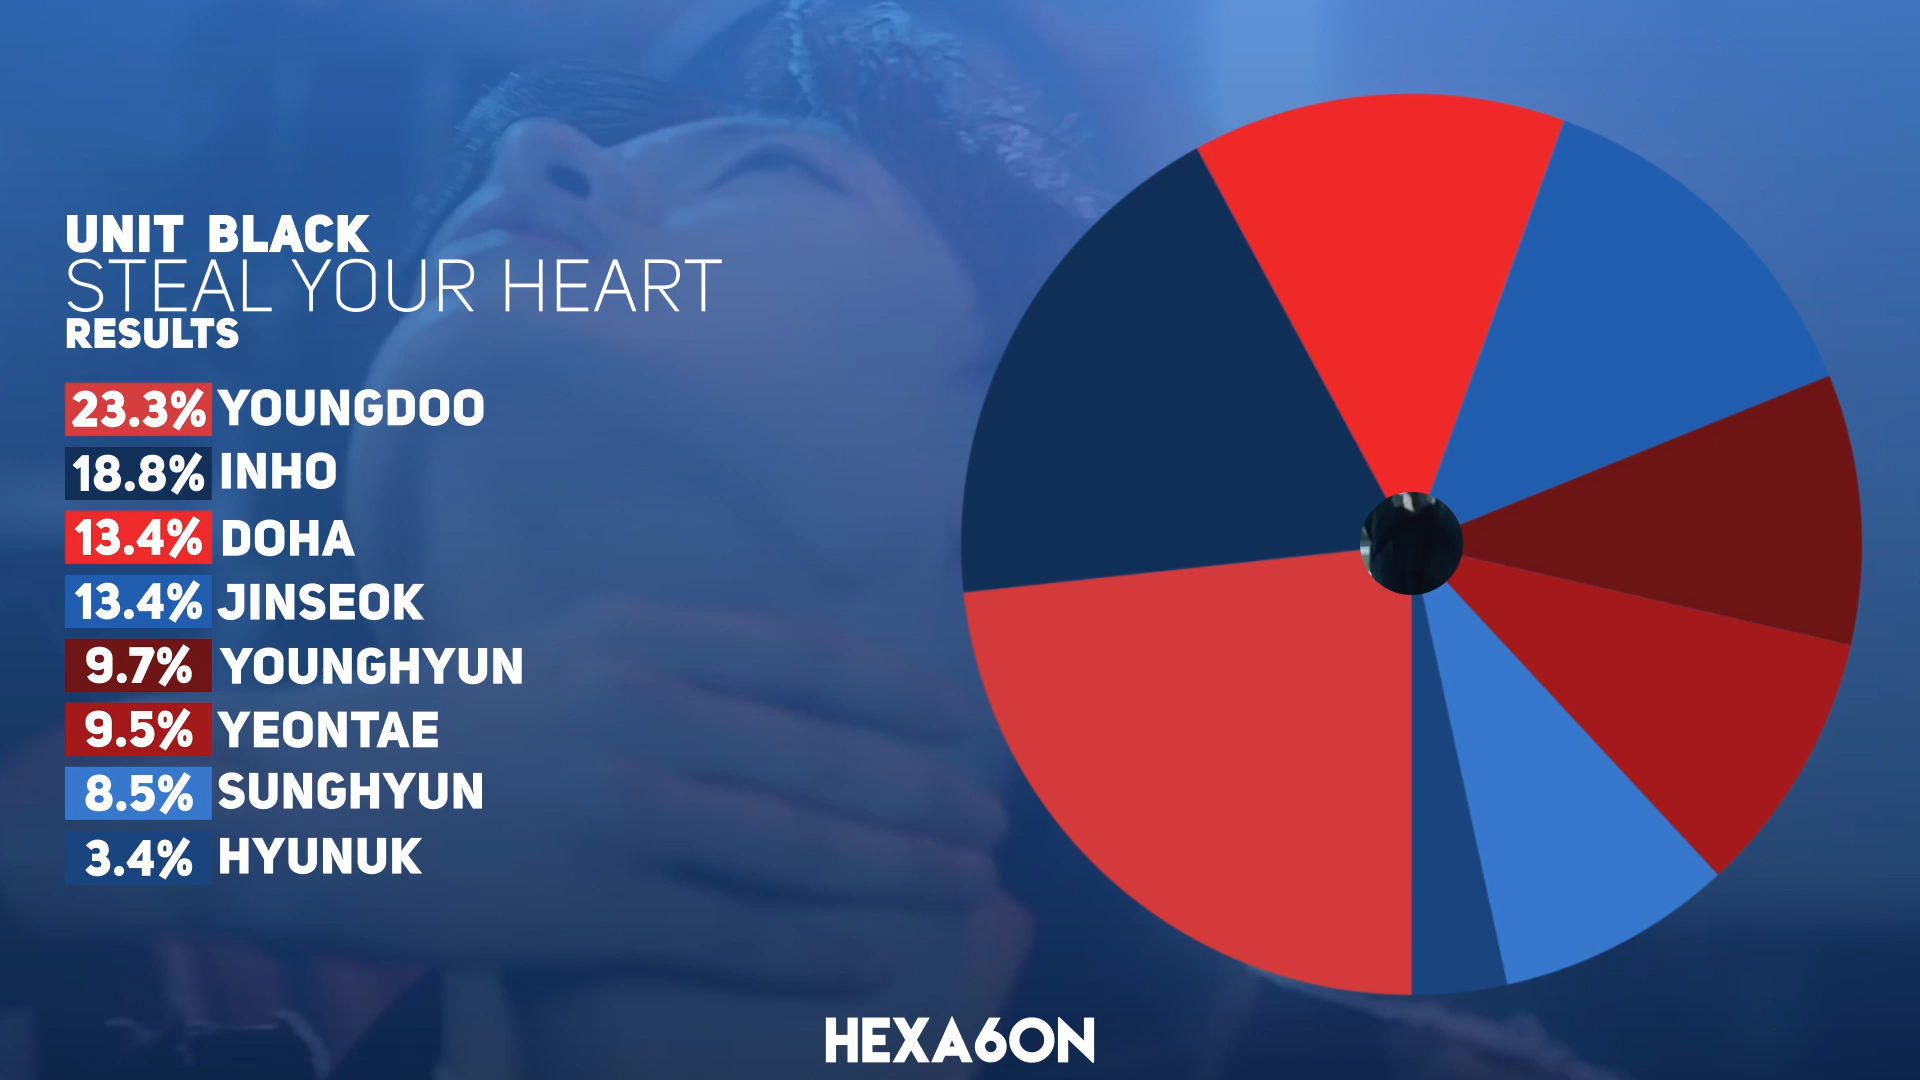 UNIT BLACK
STEAL YOUR HEART
RESULTS
23.3% YOUNGDOO
18.8% INHO
13.4% DOHA
13.4% JINSEOK
9.7% YOUNGHYUN
9.5% YEONTAE
8.5% SUNGHYUN
3.4% HYUNUK
HEXA6ON